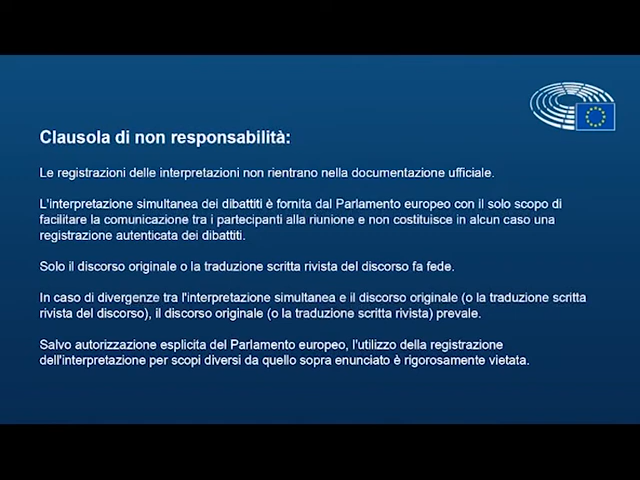 Clausola di non responsabilità:
Le registrazioni delle interpretazioni non rientrano nella documentazione ufficiale.
L'interpretazione simultanea dei dibattiti è fornita dal Parlamento europeo con il solo scopo di
facilitare la comunicazione tra i partecipanti alla riunione e non costituisce in alcun caso una
registrazione autenticata dei dibattiti.
Solo il discorso originale o la traduzione scritta rivista del discorso fa fede.
In caso di divergenze tra l'interpretazione simultanea e il discorso originale (o la traduzione scritta
rivista del discorso), il discorso originale (o la traduzione scritta rivista) prevale.
Salvo autorizzazione esplicita del Parlamento europeo, l'utilizzo della registrazione
dell'interpretazione per scopi diversi da quello sopra enunciato è rigorosamente vietata.